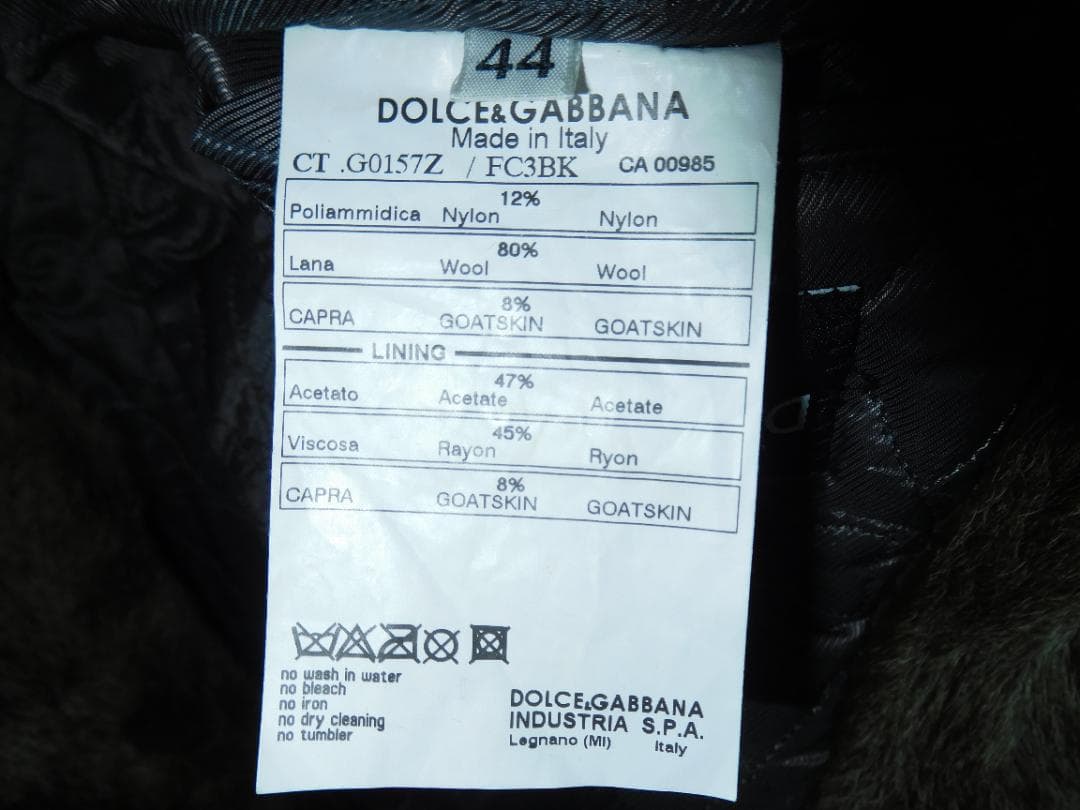 44
DOLCE&GABBANA
Made in Italy
CT .G0157Z / FC3BK CA 00985
12%
Poliammidica Nylon Nylon
80%
Lana Wool Wool
8%
CAPRA GOATSKIN GOATSKIN
LINING
47%
Acetato Acetate Acetate
45%
Viscosa Rayon Ryon
8%
CAPRA GOATSKIN GOATSKIN
no wash in water
no bleach
no iron
no dry cleaning
no tumbler
DOLCE&GABBANA
INDUSTRIA S.P.A.
Legnano (MI) Italy